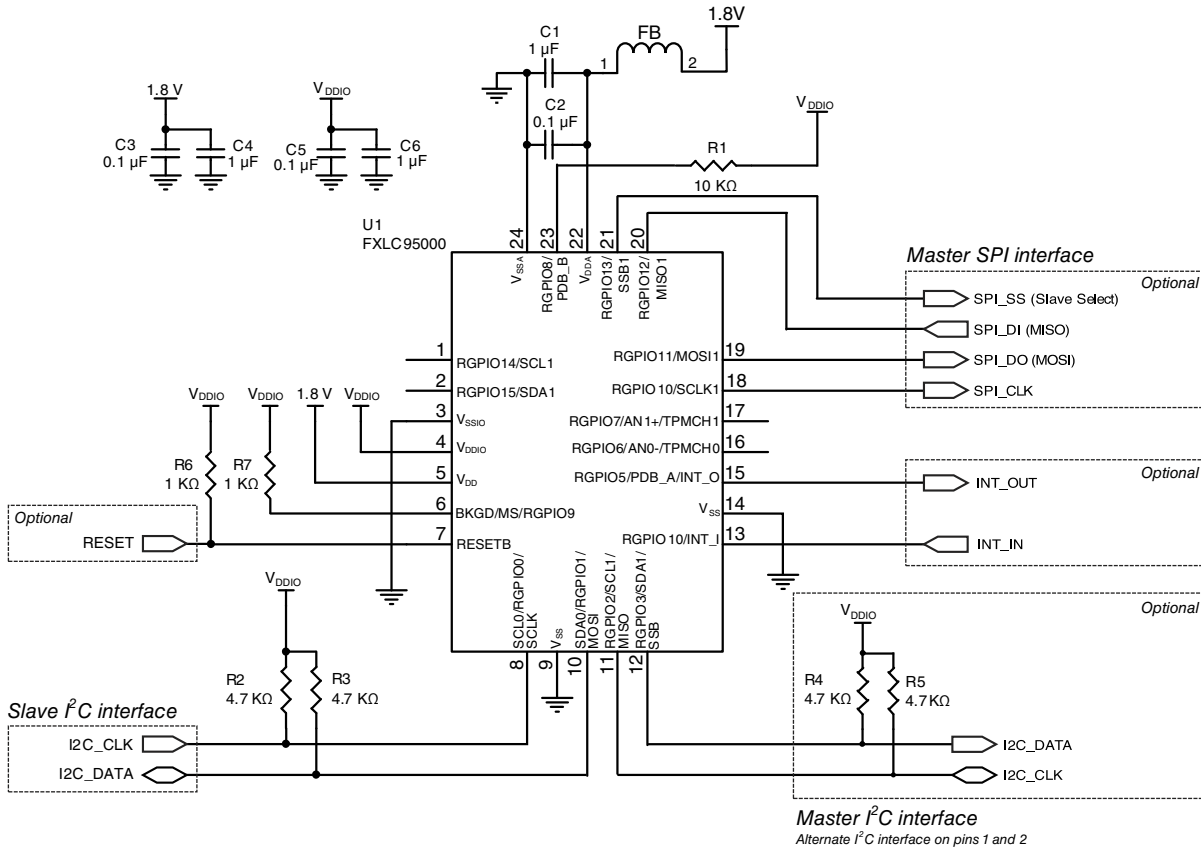 C1
1 µF
FB
1
2
1.8V
C2
0.1 µF
1.8 V
C3
0.1 µF
C4
1 µF
VDDIO
C5
0.1 µF
C6
1 µF
VDDIO
R1
10 KΩ
U1
FXLC95000
24
23
22
21
20
VSSA
RGPIO8/
PDB_B
VDDA
RGPIO13/
SSB1
RGPIO12/
MISO1
Master SPI interface
Optional
SPI_SS (Slave Select)
SPI_DI (MISO)
SPI_DO (MOSI)
SPI_CLK
1
RGPIO14/SCL1
2
RGPIO15/SDA1
3
VSSIO
4
VDDIO
5
VDD
6
BKGD/MS/RGPIO9
7
RESETB
RGPIO11/MOSI1
19
RGPIO10/SCLK1
18
RGPIO7/AN1+/TPMCH1
17
RGPIO6/AN0-/TPMCH0
16
RGPIO5/PDB_A/INT_O
15
VSS
14
RGPIO10/INT_I
13
VDDIO
VDDIO
1.8 V
VDDIO
R6
1 KΩ
R7
1 KΩ
Optional
RESET
Optional
INT_OUT
INT_IN
SCL0/RGPIO0/
SCLK
VSS
SDA0/RGPIO1/
MOSI
RGPIO2/SCL1/
MISO
RGPIO3/SDA1/
SSB
8
9
10
11
12
VDDIO
R2
4.7 KΩ
R3
4.7 KΩ
Slave I²C interface
I2C_CLK
I2C_DATA
Optional
VDDIO
R4
4.7 KΩ
R5
4.7KΩ
I2C_DATA
I2C_CLK
Master I²C interface
Alternate I²C interface on pins 1 and 2